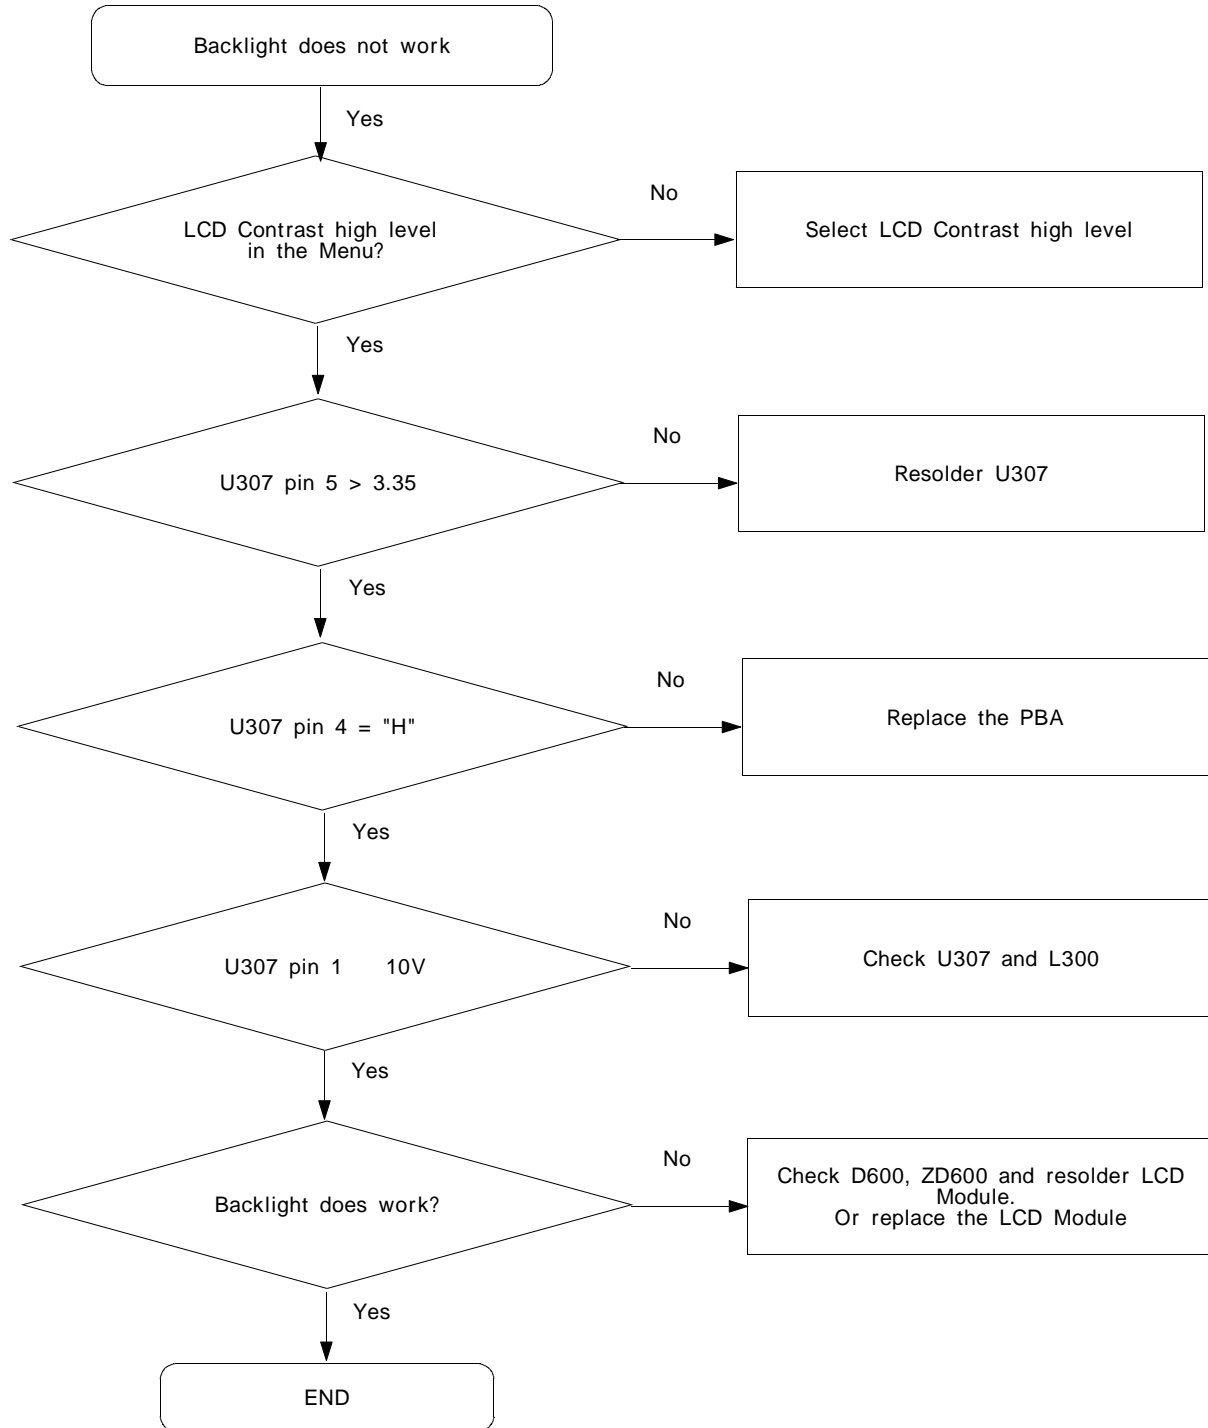 Backlight does not work
Yes
LCD Contrast high level
in the Menu?
No
Select LCD Contrast high level
Yes
U307 pin 5 > 3.35
No
Resolder U307
Yes
U307 pin 4 = "H"
No
Replace the PBA
Yes
U307 pin 1 10V
No
Check U307 and L300
Yes
Backlight does work?
No
Check D600, ZD600 and resolder LCD
Module.
Or replace the LCD Module
Yes
END